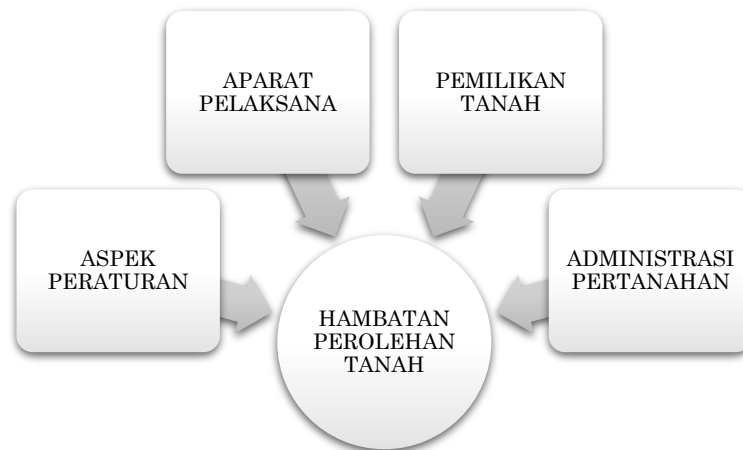 APARAT
PELAKSANA
PEMILIKAN
TANAH
ASPEK
PERATURAN
ADMINISTRASI
PERTANAHAN
HAMBATAN
PEROLEHAN
TANAH